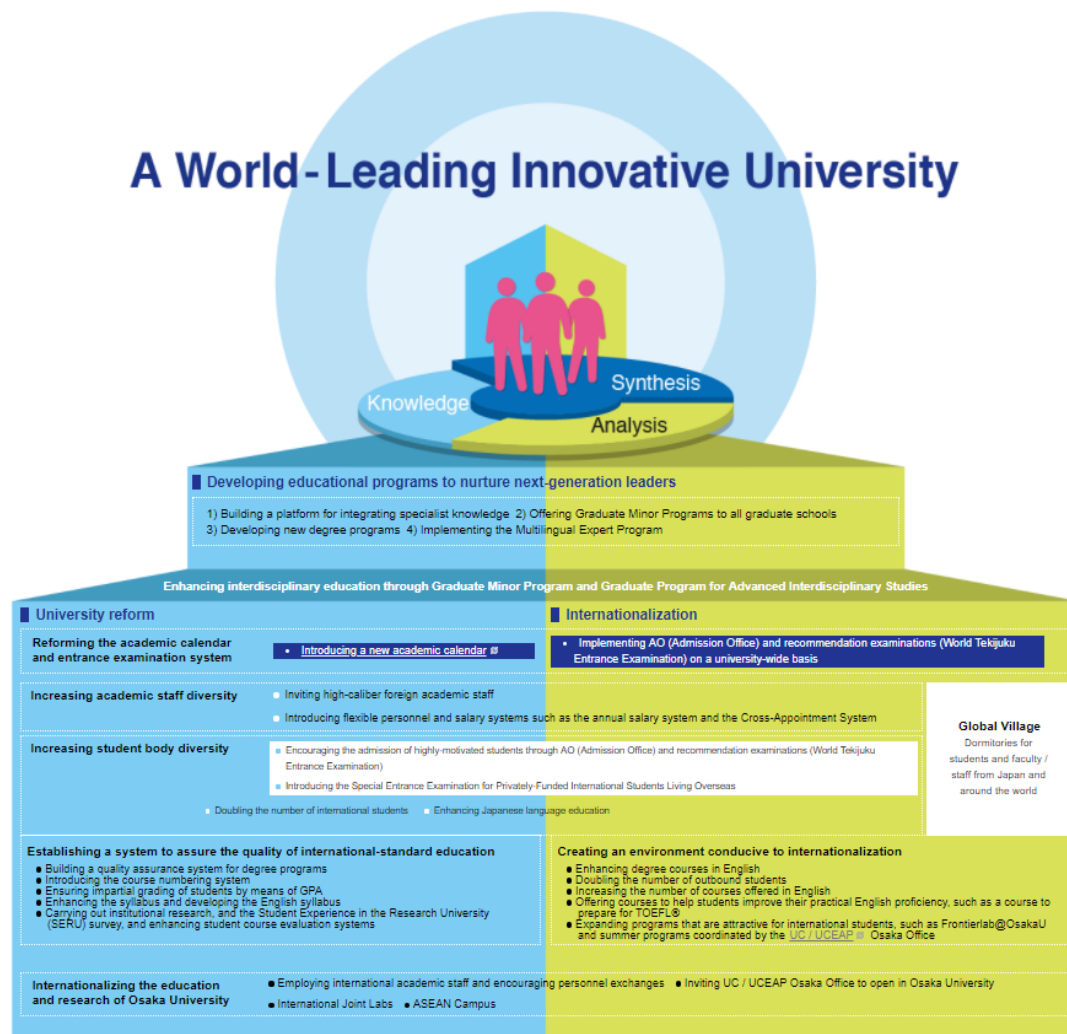 A World-Leading Innovative University
Synthesis
Knowledge
Analysis
Developing educational programs to nurture next-generation leaders
1) Building a platform for integrating specialist knowledge 2) Offering Graduate Minor Programs to all graduate schools
3) Developing new degree programs 4) Implementing the Multilingual Expert Program
Enhancing interdisciplinary education through Graduate Minor Program and Graduate Program for Advanced Interdisciplinary Studies
University reform
Internationalization
Reforming the academic calendar
and entrance examination system
• Introducing a new academic calendar
• Implementing AO (Admission Office) and recommendation examinations (World Tekijuku
Entrance Examination) on a university-wide basis
Increasing academic staff diversity
Inviting high-caliber foreign academic staff
Introducing flexible personnel and salary systems such as the annual salary system and the Cross-Appointment System
Increasing student body diversity
Encouraging the admission of highly-motivated students through AO (Admission Office) and recommendation examinations (World Tekijuku
Entrance Examination)
Introducing the Special Entrance Examination for Privately-Funded International Students Living Overseas
Doubling the number of international students Enhancing Japanese language education
Global Village
Dormitories for
students and faculty /
staff from Japan and
around the world
Establishing a system to assure the quality of international-standard education
● Building a quality assurance system for degree programs
● Introducing the course numbering system
● Ensuring impartial grading of students by means of GPA
● Enhancing the syllabus and developing the English syllabus
● Carrying out institutional research, and the Student Experience in the Research University
(SERU) survey, and enhancing student course evaluation systems
Creating an environment conducive to internationalization
● Enhancing degree courses in English
● Doubling the number of outbound students
● Increasing the number of courses offered in English
● Offering courses to help students improve their practical English proficiency, such as a course to
prepare for TOEFL®
● Expanding programs that are attractive for international students, such as Frontierlab@OsakaU
and summer programs coordinated by the UC / UCEAP Osaka Office
Internationalizing the education
and research of Osaka University
● Employing international academic staff and encouraging personnel exchanges ● Inviting UC / UCEAP Osaka Office to open in Osaka University
● International Joint Labs ● ASEAN Campus